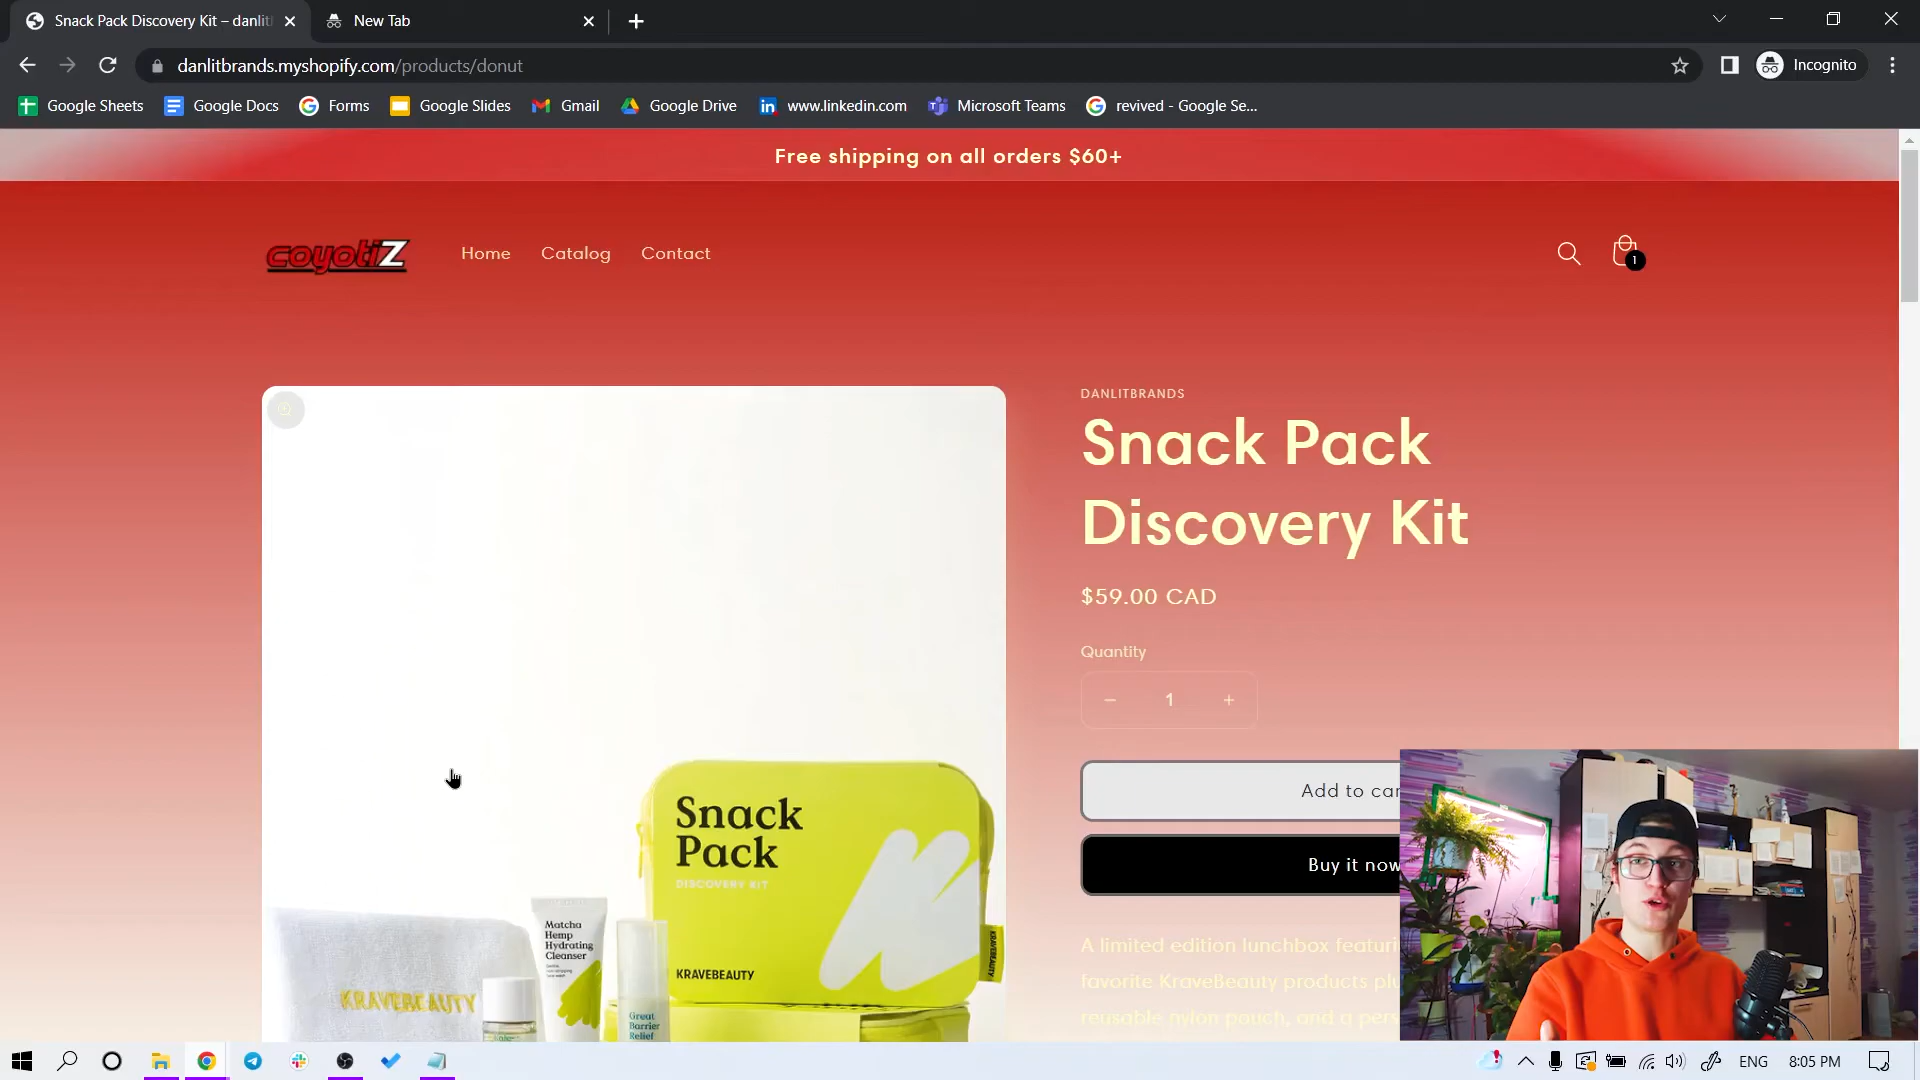 Snack Pack Discovery Kit – danlit
New Tab
danlitbrands.myshopify.com/products/donut
Incognito
Google Sheets
Google Docs
Forms
Google Slides
Gmail
Google Drive
www.linkedin.com
Microsoft Teams
revived - Google Se...
Free shipping on all orders $60+
coyotiZ
Home
Catalog
Contact
1
DANLITBRANDS
Snack Pack
Discovery Kit
$59.00 CAD
Quantity
− 1 +
Add to car
Buy it now
A limited edition lunchbox featuri
favorite KraveBeauty products plu
reusable nylon pouch, and a pers
Snack
Pack
DISCOVERY KIT
KRAVEBEAUTY
KRAVEBEAUTY
Matcha
Hemp
Hydrating
Cleanser
KRAVEBEAUTY
Great
Barrier
Relief
ENG
8:05 PM